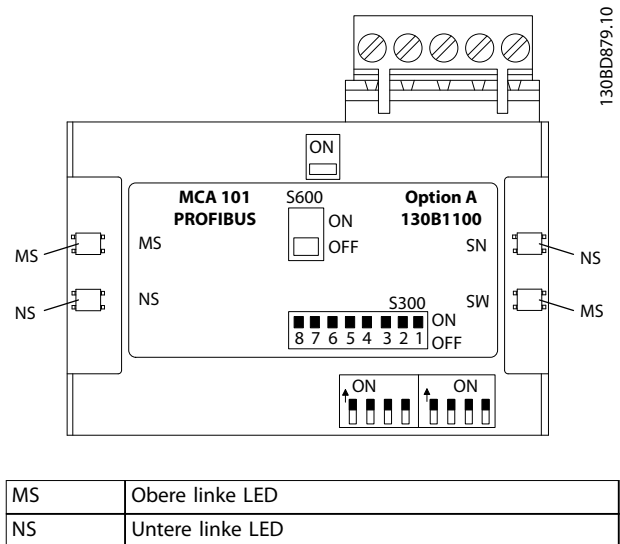 130BD879.10
ON
MCA 101 S600 Option A
PROFIBUS ON 130B1100
MS MS OFF SN NS
NS NS S300 SW MS
ON
8 7 6 5 4 3 2 1 OFF
ON ON
MS Obere linke LED
NS Untere linke LED